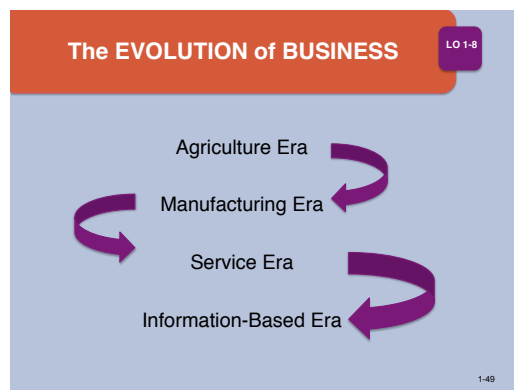 The EVOLUTION of BUSINESS
LO 1-8
Agriculture Era
Manufacturing Era
Service Era
Information-Based Era
1-49